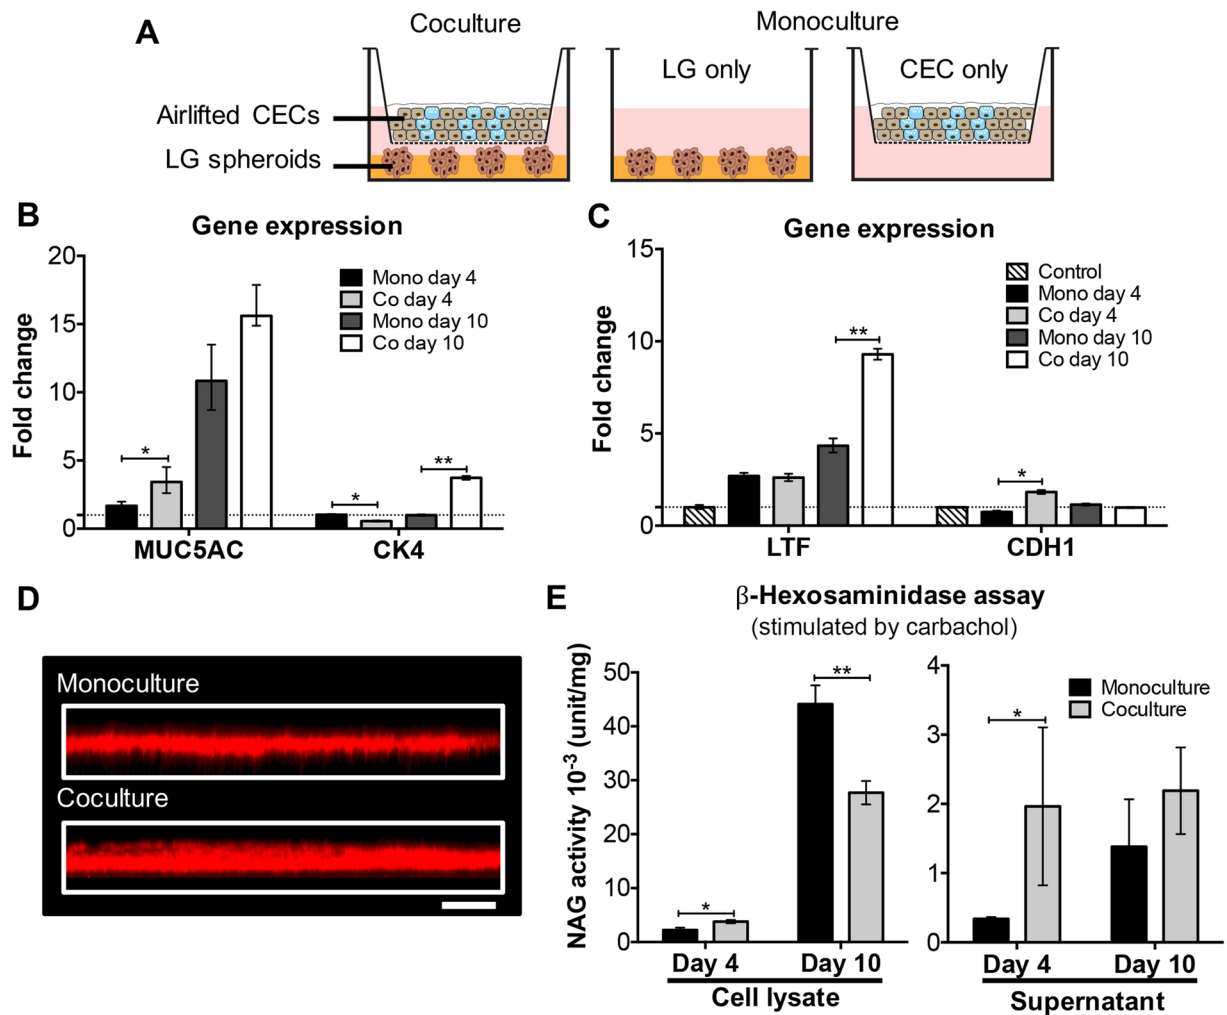 A
Coculture
Monoculture
LG only
CEC only
Airlifted CECs
LG spheroids
B
Gene expression
Fold change
20
15
10
5
0
Mono day 4
Co day 4
Mono day 10
Co day 10
*
*
**
MUC5AC
CK4
C
Gene expression
Fold change
15
10
5
0
Control
Mono day 4
Co day 4
Mono day 10
Co day 10
**
*
LTF
CDH1
D
Monoculture
Coculture
E
β-Hexosaminidase assay
(stimulated by carbachol)
NAG activity 10-3 (unit/mg)
50
40
30
20
10
0
*
**
Day 4
Day 10
Cell lysate
4
3
2
1
0
Monoculture
Coculture
*
Day 4
Day 10
Supernatant